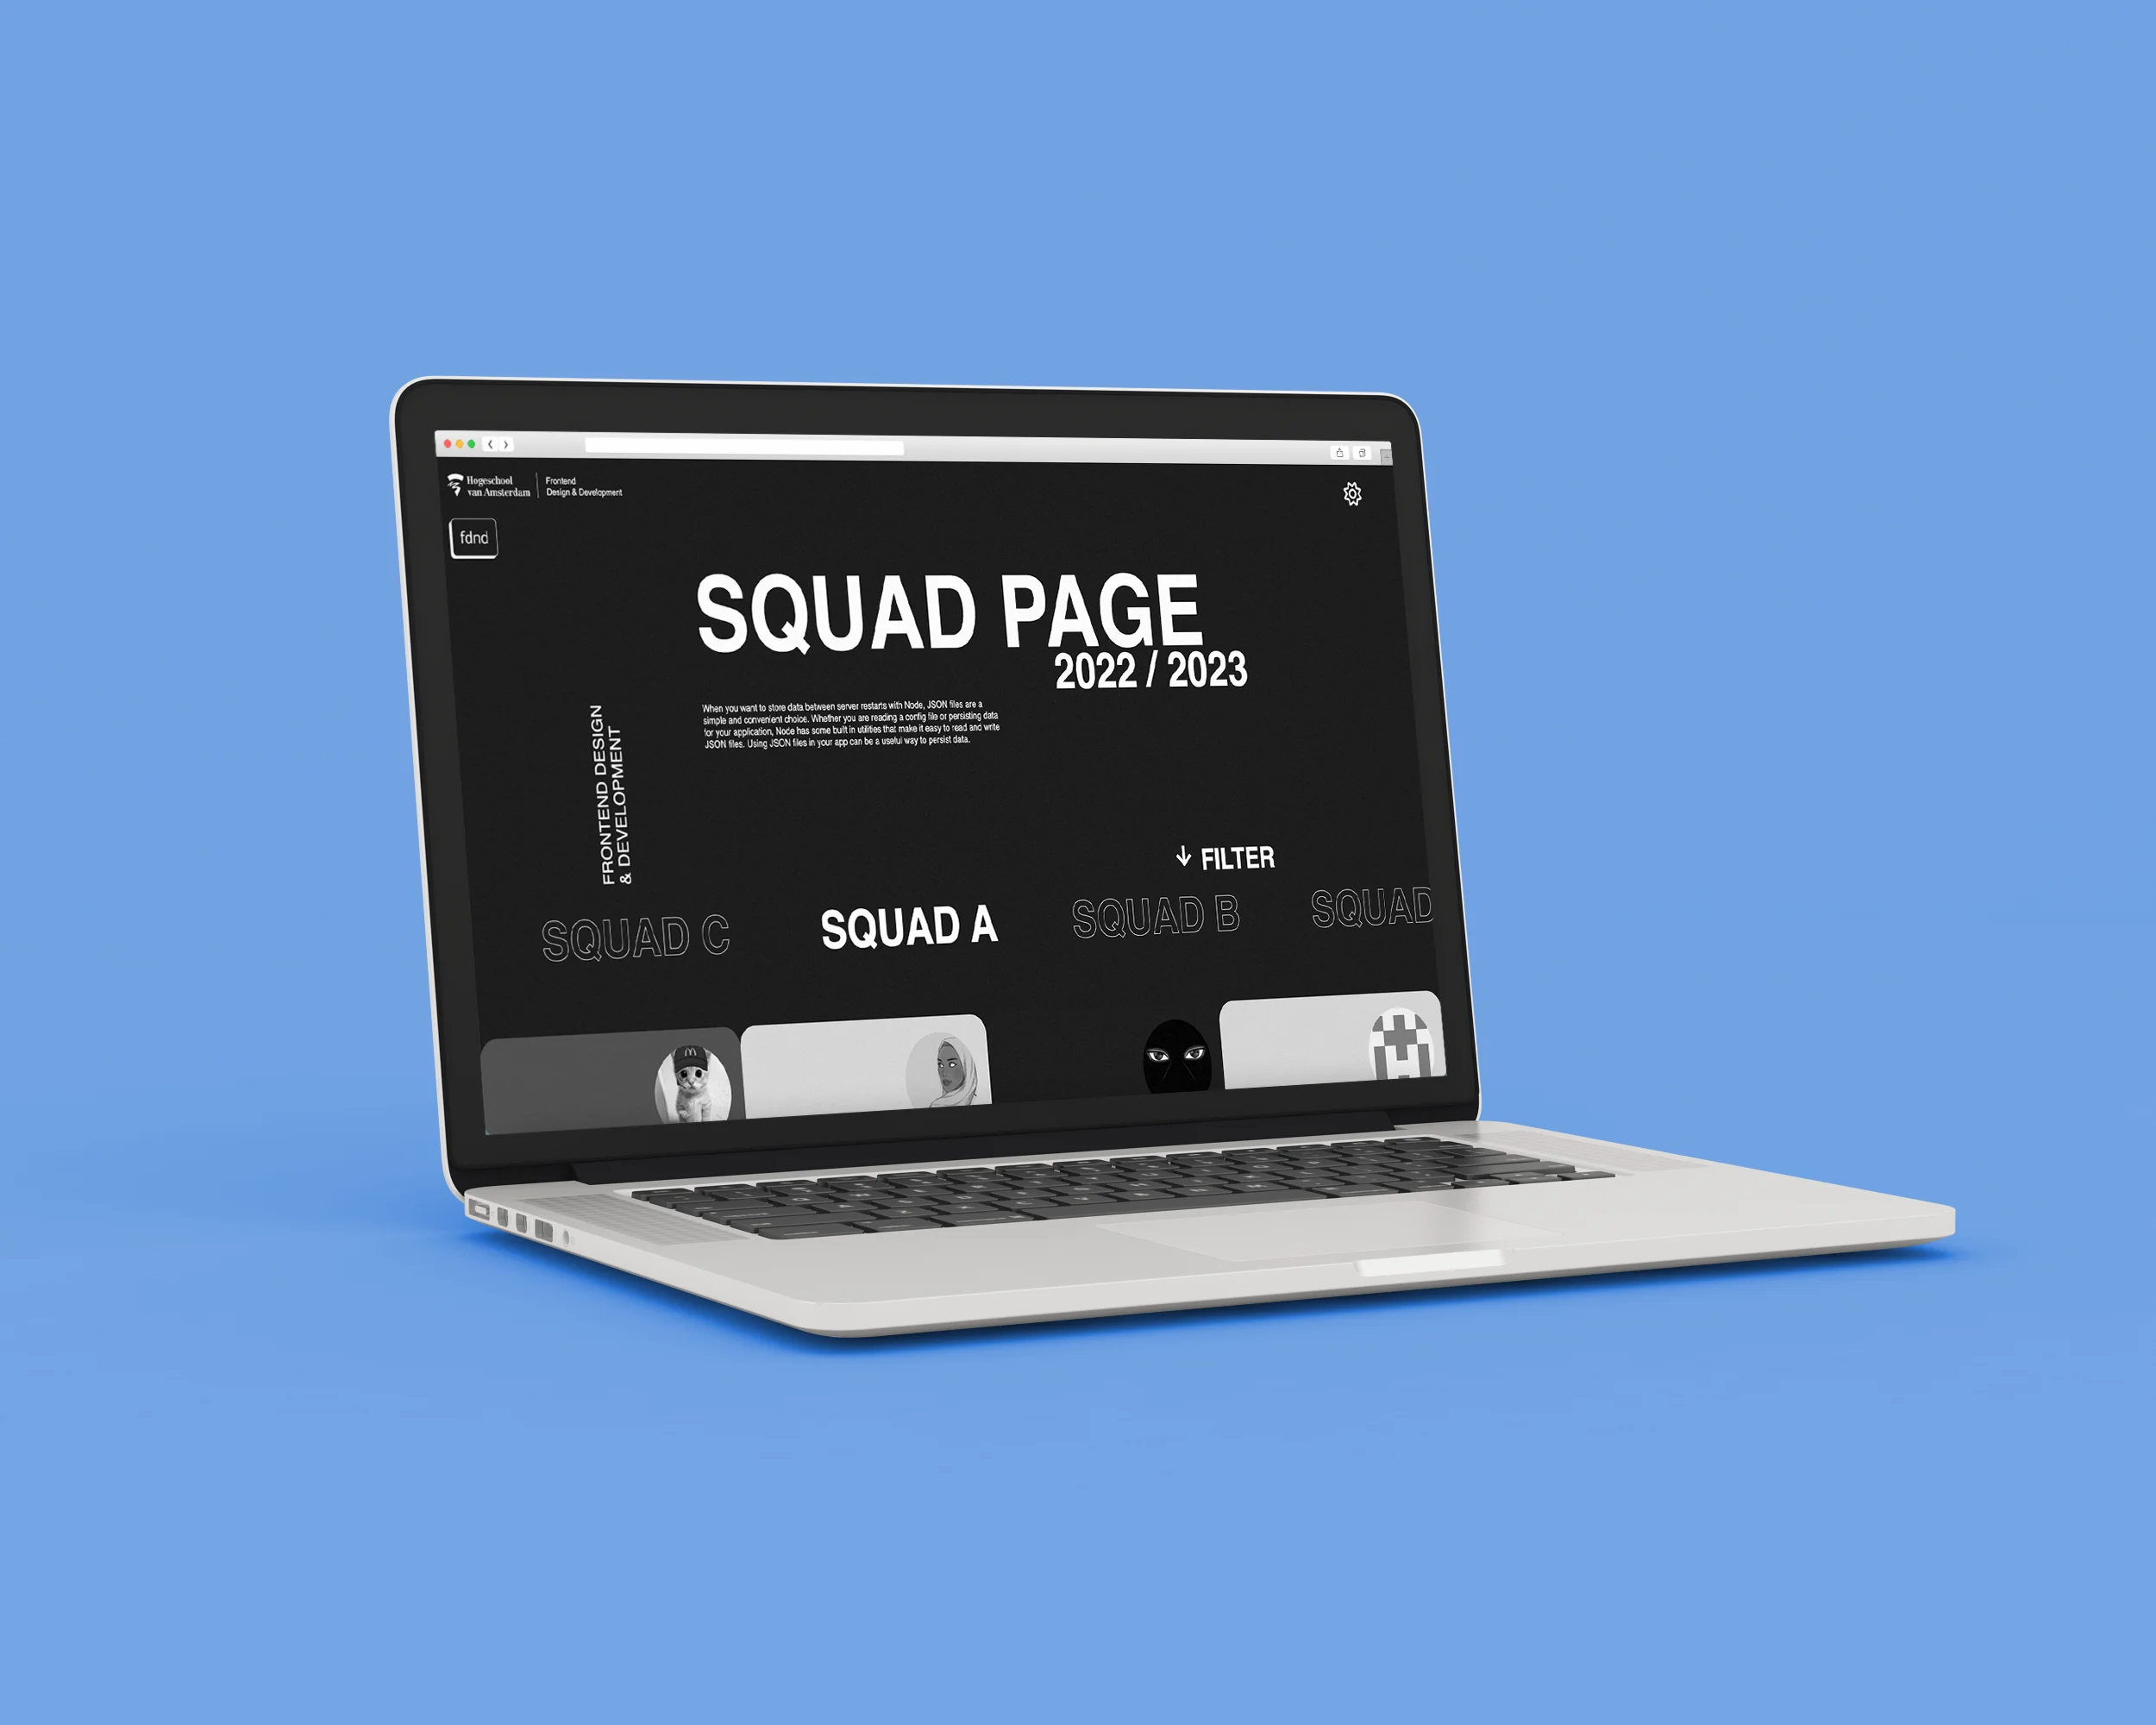 Hogeschool
van Amsterdam
Frontend
Design & Development
fdnd
SQUAD PAGE
2022 / 2023
When you want to store data between server restarts with Node, JSON files are a
simple and convenient choice. Whether you are reading a config file or persisting data
for your application, Node has some built in utilities that make it easy to read and write
JSON files. Using JSON files in your app can be a useful way to persist data.
FRONTEND DESIGN
& DEVELOPMENT
FILTER
SQUAD C
SQUAD A
SQUAD B
SQUAD